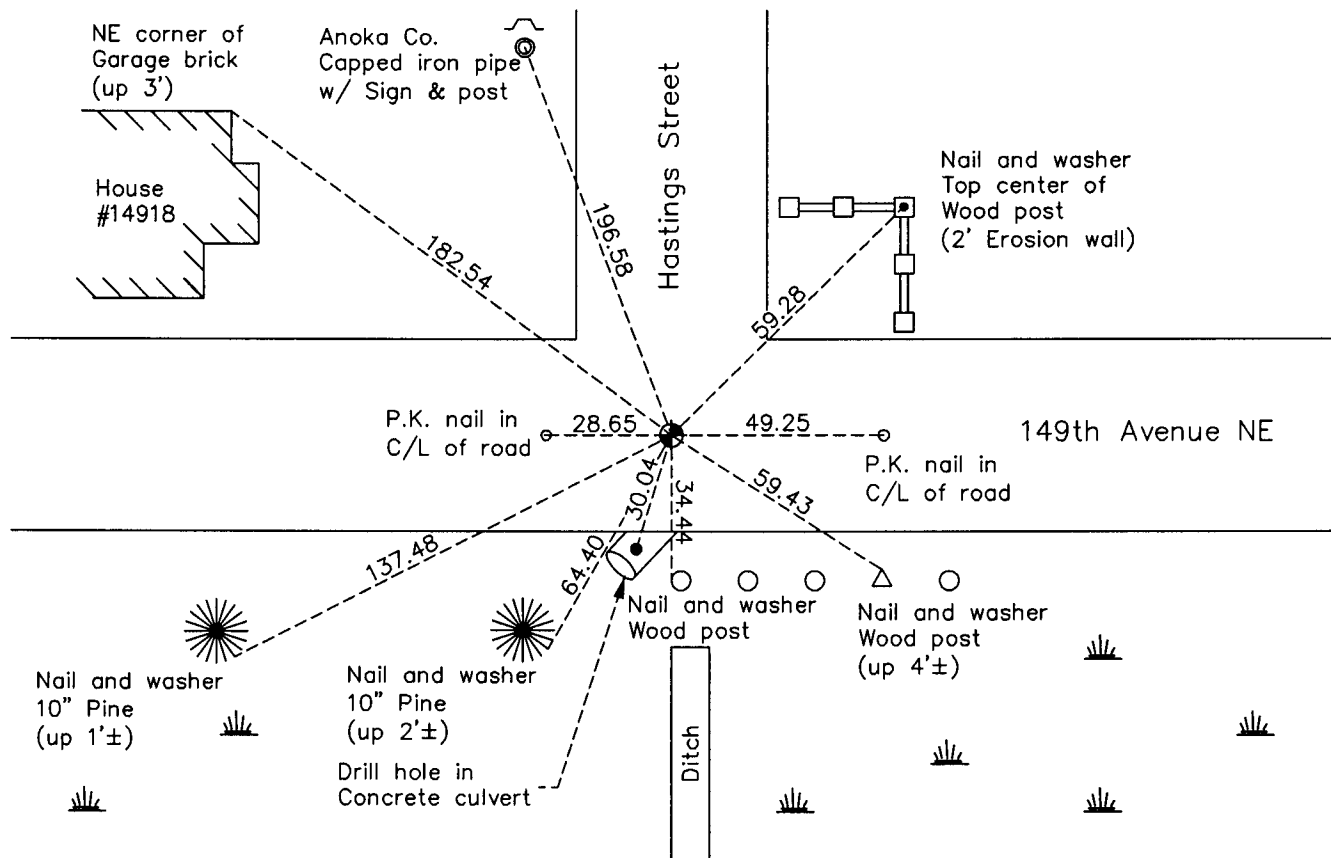 NE corner of
Garage brick
(up 3')
Anoka Co.
Capped iron pipe
w/ Sign & post
Hastings Street
Nail and washer
Top center of
Wood post
(2' Erosion wall)
House
#14918
182.54
196.58
59.28
P.K. nail in
C/L of road
28.65
49.25
149th Avenue NE
P.K. nail in
C/L of road
137.48
64.40
30.04
34.44
59.43
Nail and washer
Wood post
Nail and washer
Wood post
(up 4'±)
Nail and washer
10" Pine
(up 1'±)
Nail and washer
10" Pine
(up 2'±)
Drill hole in
Concrete culvert
Ditch